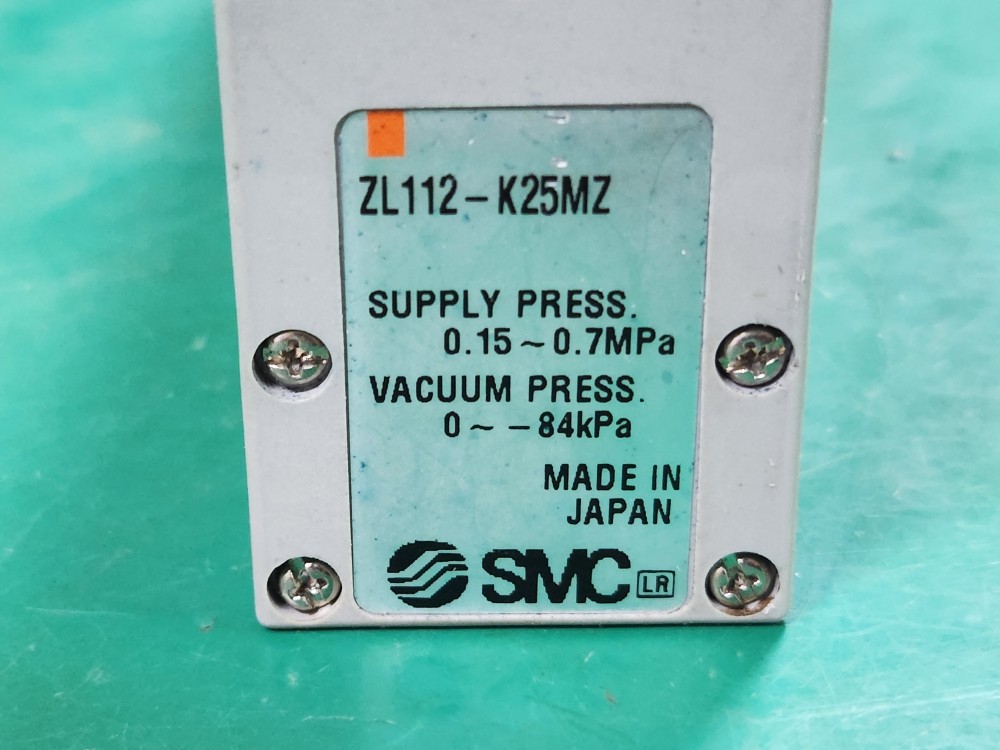 ZL112-K25MZ
SUPPLY PRESS.
0.15~0.7MPa
VACUUM PRESS.
0~-84kPa
MADE IN
JAPAN
SMC LR